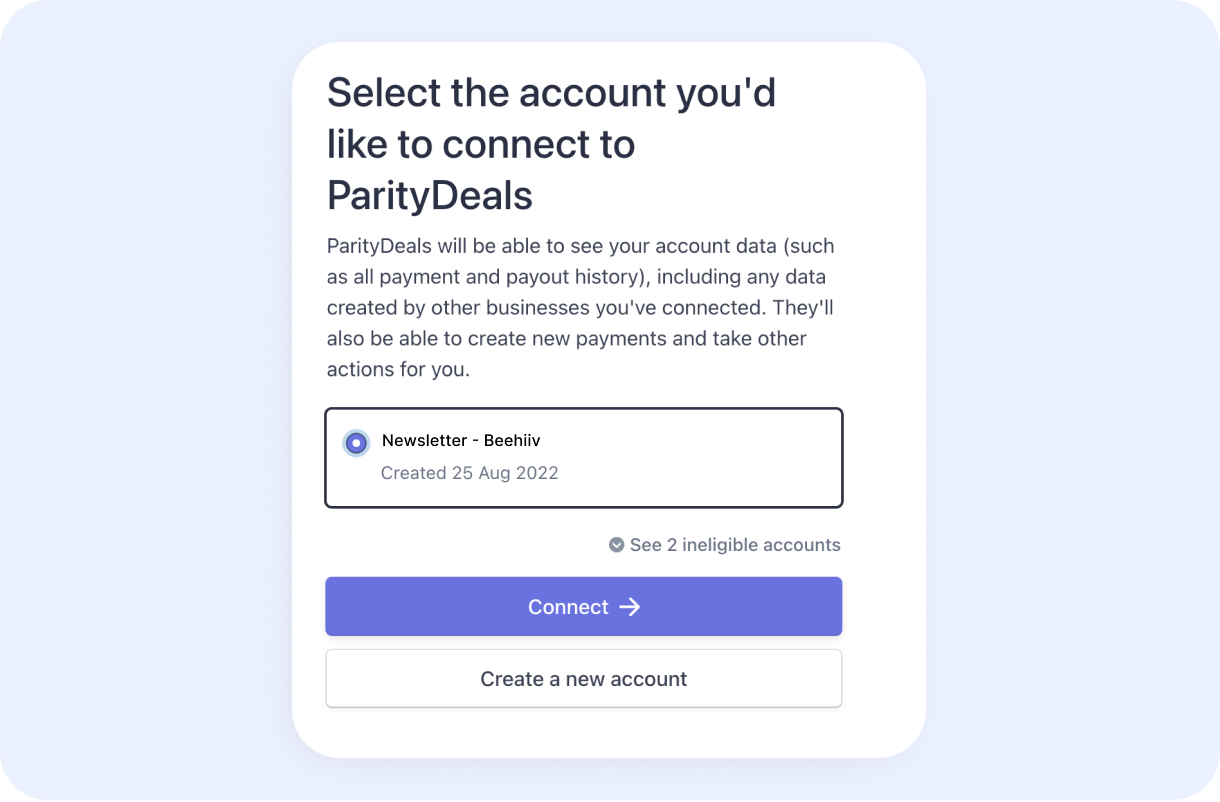 Select the account you'd
like to connect to
ParityDeals
ParityDeals will be able to see your account data (such
as all payment and payout history), including any data
created by other businesses you've connected. They'll
also be able to create new payments and take other
actions for you.
Newsletter - Beehiiv
Created 25 Aug 2022
See 2 ineligible accounts
Connect
Create a new account